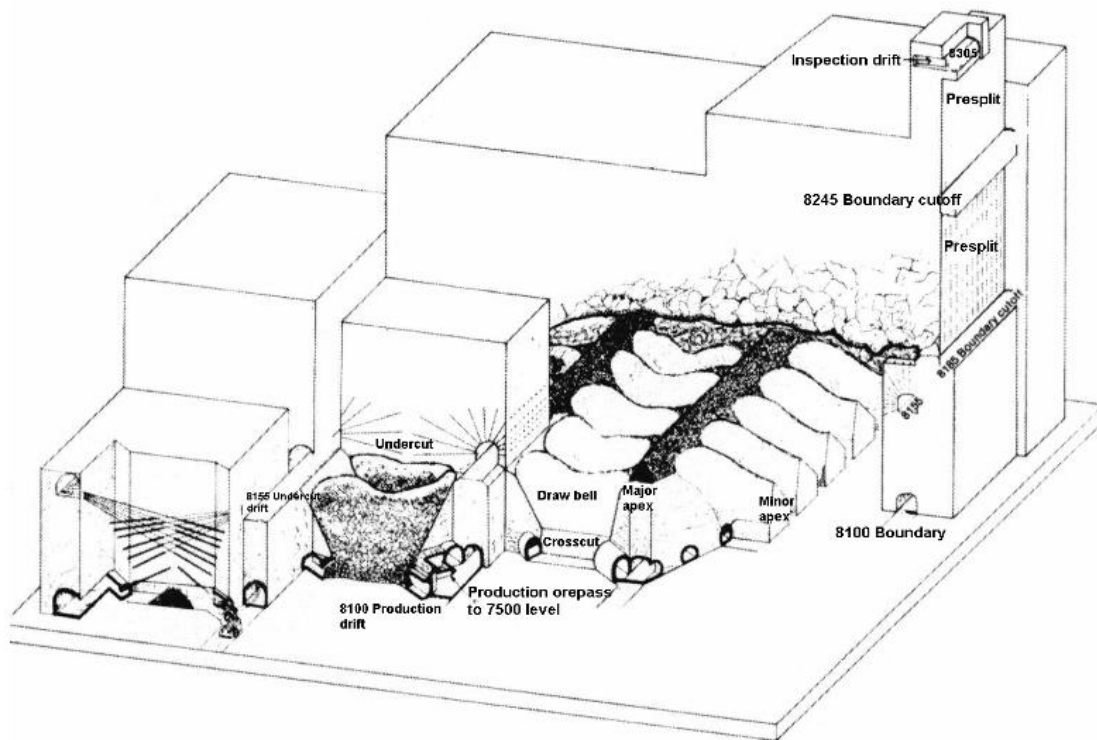 8305
Inspection drift
Presplit
8245 Boundary cutoff
Presplit
8185 Boundary cutoff
8155
Undercut
8155 Undercut
drift
Draw bell
Major
apex
Minor
apex
Crosscut
8100 Boundary
Production orepass
to 7500 level
8100 Production
drift